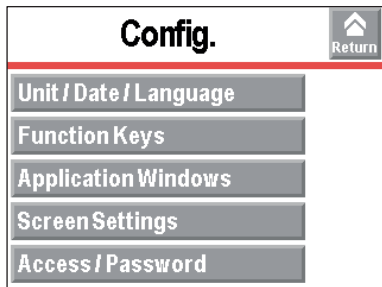 Config.
Return
Unit / Date / Language
Function Keys
Application Windows
Screen Settings
Access / Password